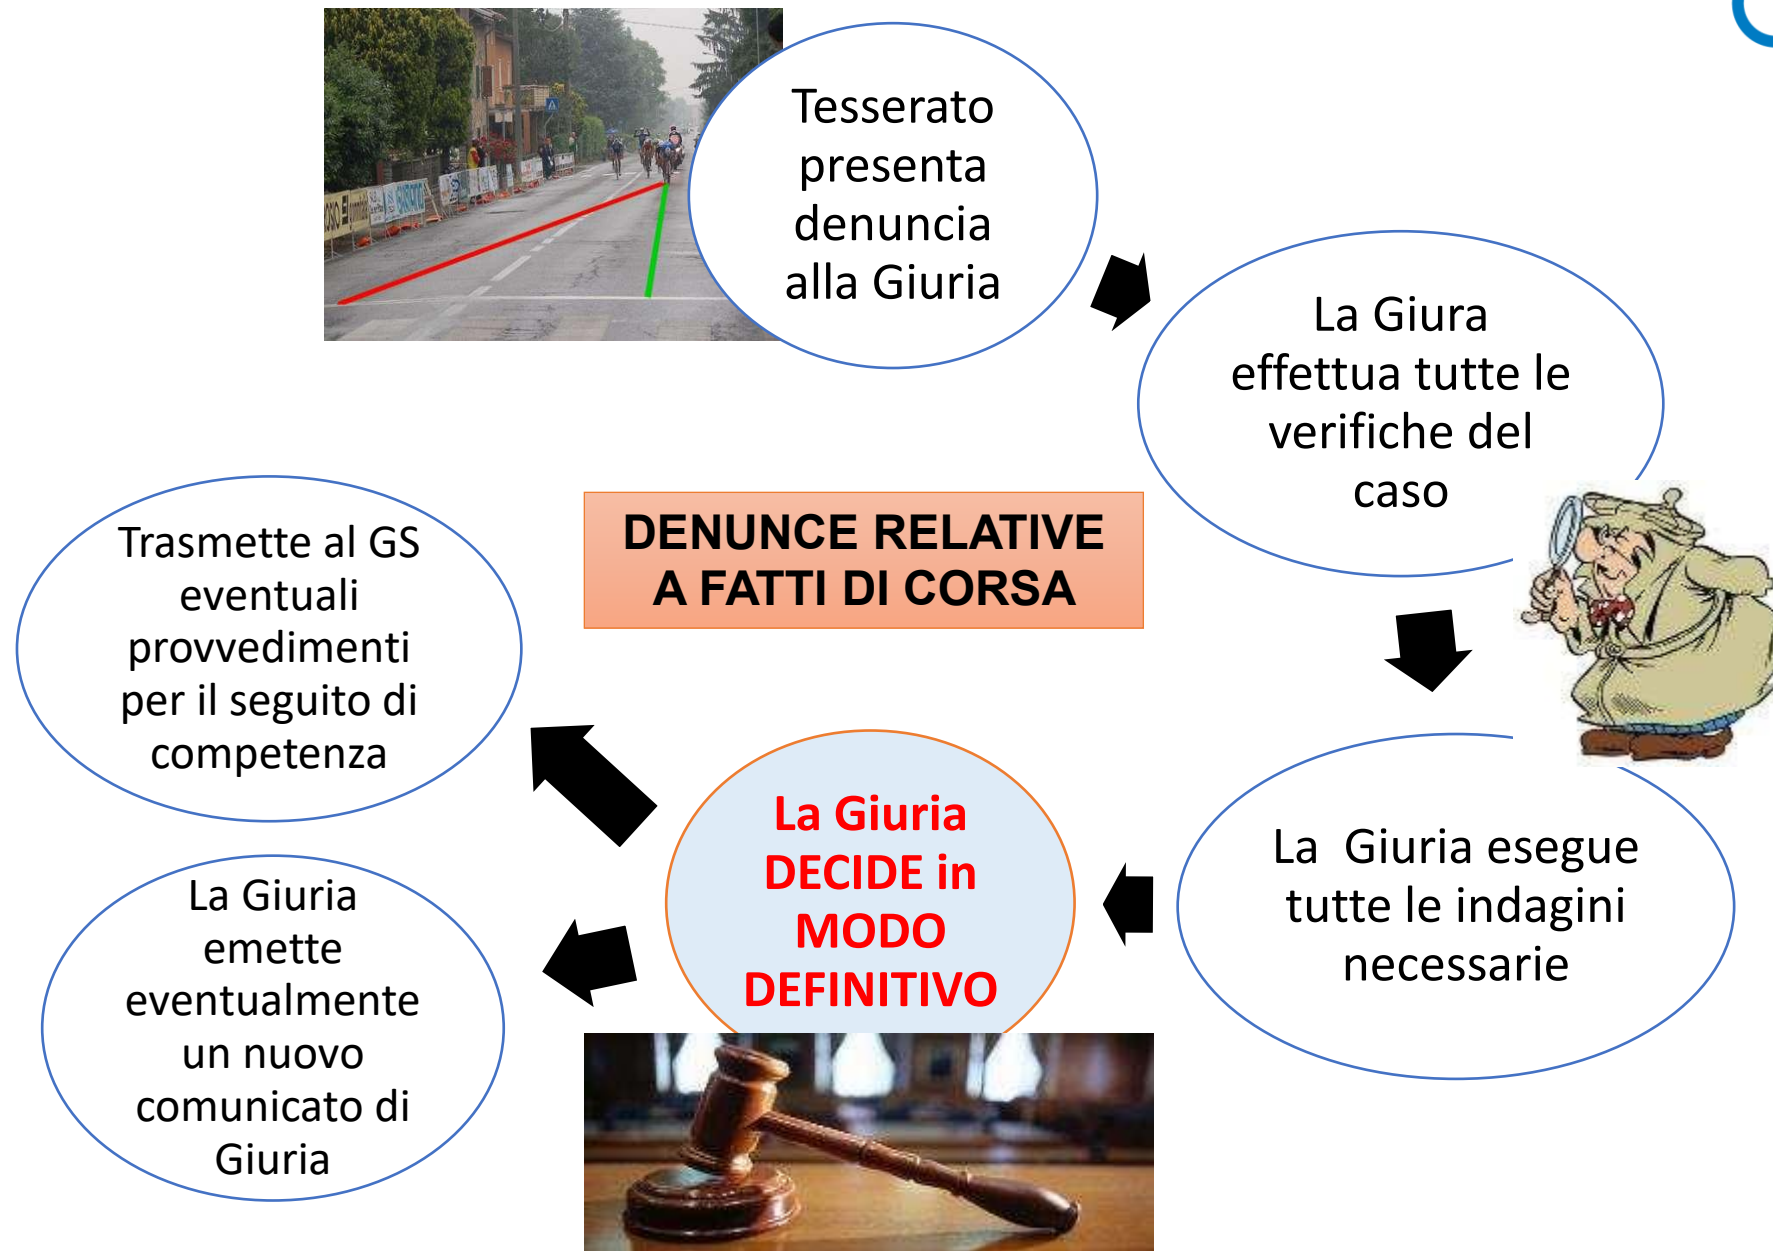 Tesserato
presenta
denuncia
alla Giuria
La Giura
effettua tutte le
verifiche del
caso
DENUNCE RELATIVE
A FATTI DI CORSA
La  Giuria esegue
tutte le indagini
necessarie
La Giuria
DECIDE in
MODO
DEFINITIVO
Trasmette al GS
eventuali
provvedimenti
per il seguito di
competenza
La Giuria
emette
eventualmente
un nuovo
comunicato di
Giuria